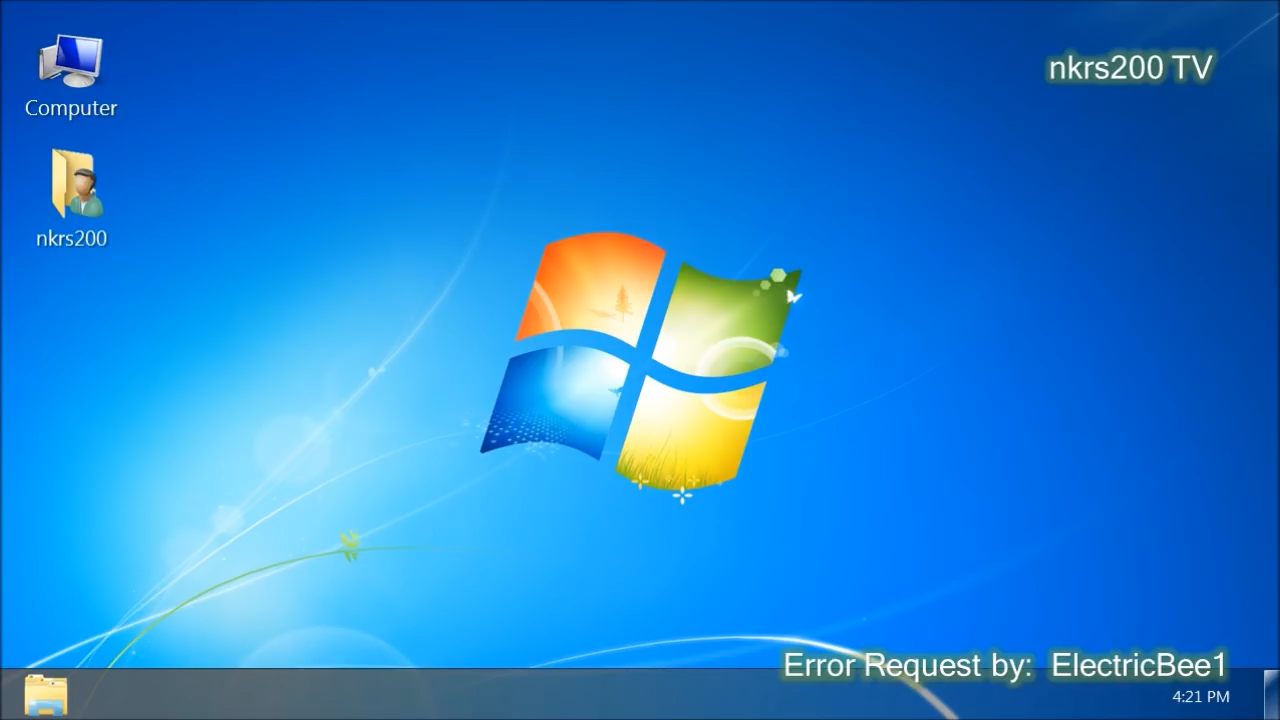 nkrs200 TV
Computer
nkrs200
Error Request by:  ElectricBee1
4:21 PM